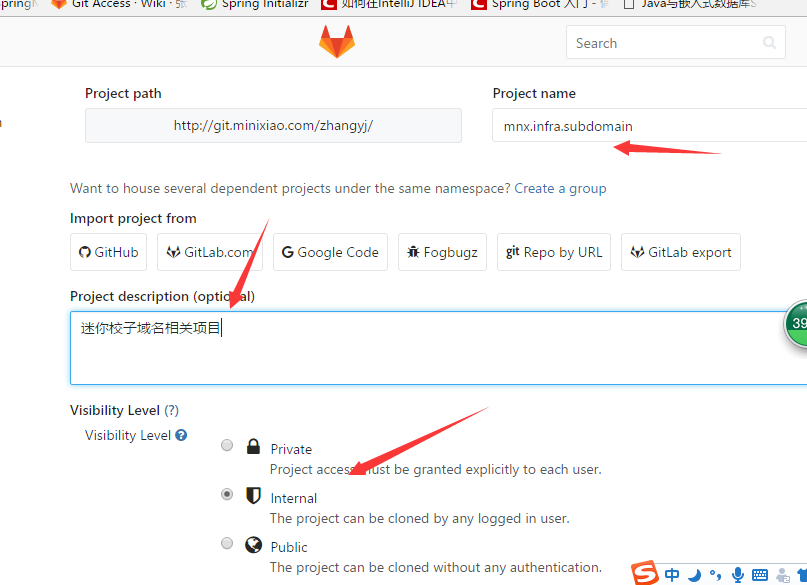 Git Access · Wiki · Spring Initializr 如何在IntelliJ IDEA中 Spring Boot 入门 - Java与嵌入式数据库S
Search
Project path Project name
http://git.minixiao.com/zhangyj/ mnx.infra.subdomain
Want to house several dependent projects under the same namespace? Create a group
Import project from
GitHub GitLab.com Google Code Fogbugz git Repo by URL GitLab export
Project description (optional)
迷你校子域名相关项目
39
Visibility Level (?)
Visibility Level ?
Private
Project access must be granted explicitly to each user.
Internal
The project can be cloned by any logged in user.
Public
The project can be cloned without any authentication.
S 中